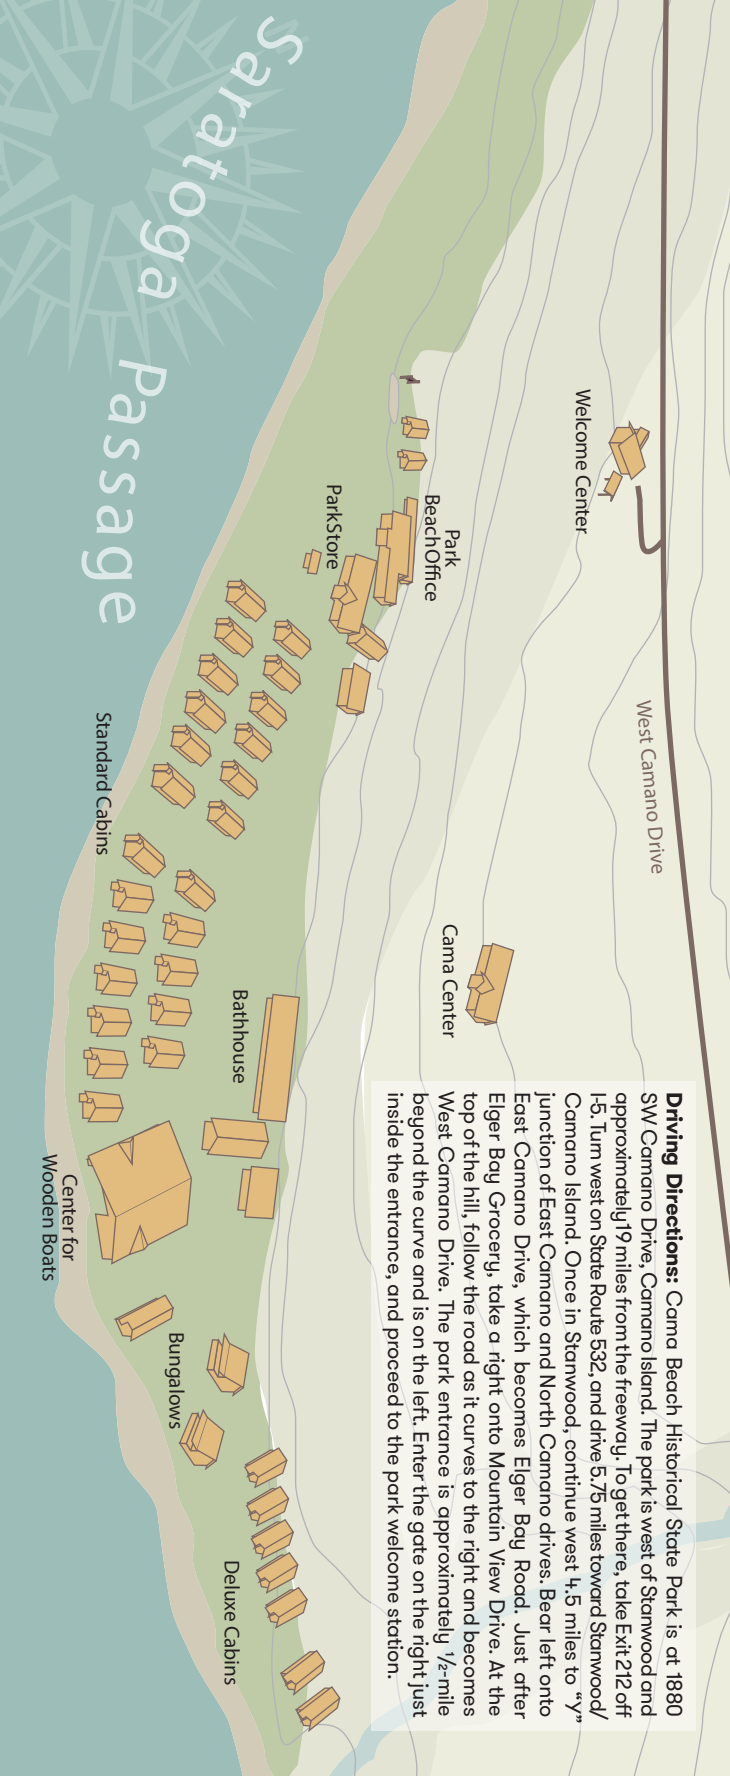 Saratoga Passage
West Camano Drive
Welcome Center
Park
Beach Office
Park Store
Cama Center
Standard Cabins
Bathhouse
Center for
Wooden Boats
Bungalows
Deluxe Cabins
Driving Directions: Cama Beach Historical State Park is at 1880
SW Camano Drive, Camano Island. The park is west of Stanwood and
approximately 19 miles from the freeway. To get there, take Exit 212 off
I-5. Turn west on State Route 532, and drive 5.75 miles toward Stanwood/
Camano Island. Once in Stanwood, continue west 4.5 miles to “Y”
junction of East Camano and North Camano drives. Bear left onto
East Camano Drive, which becomes Elger Bay Road. Just after
Elger Bay Grocery, take a right onto Mountain View Drive. At the
top of the hill, follow the road as it curves to the right and becomes
West Camano Drive. The park entrance is approximately ½-mile
beyond the curve and is on the left. Enter the gate on the right just
inside the entrance, and proceed to the park welcome station.